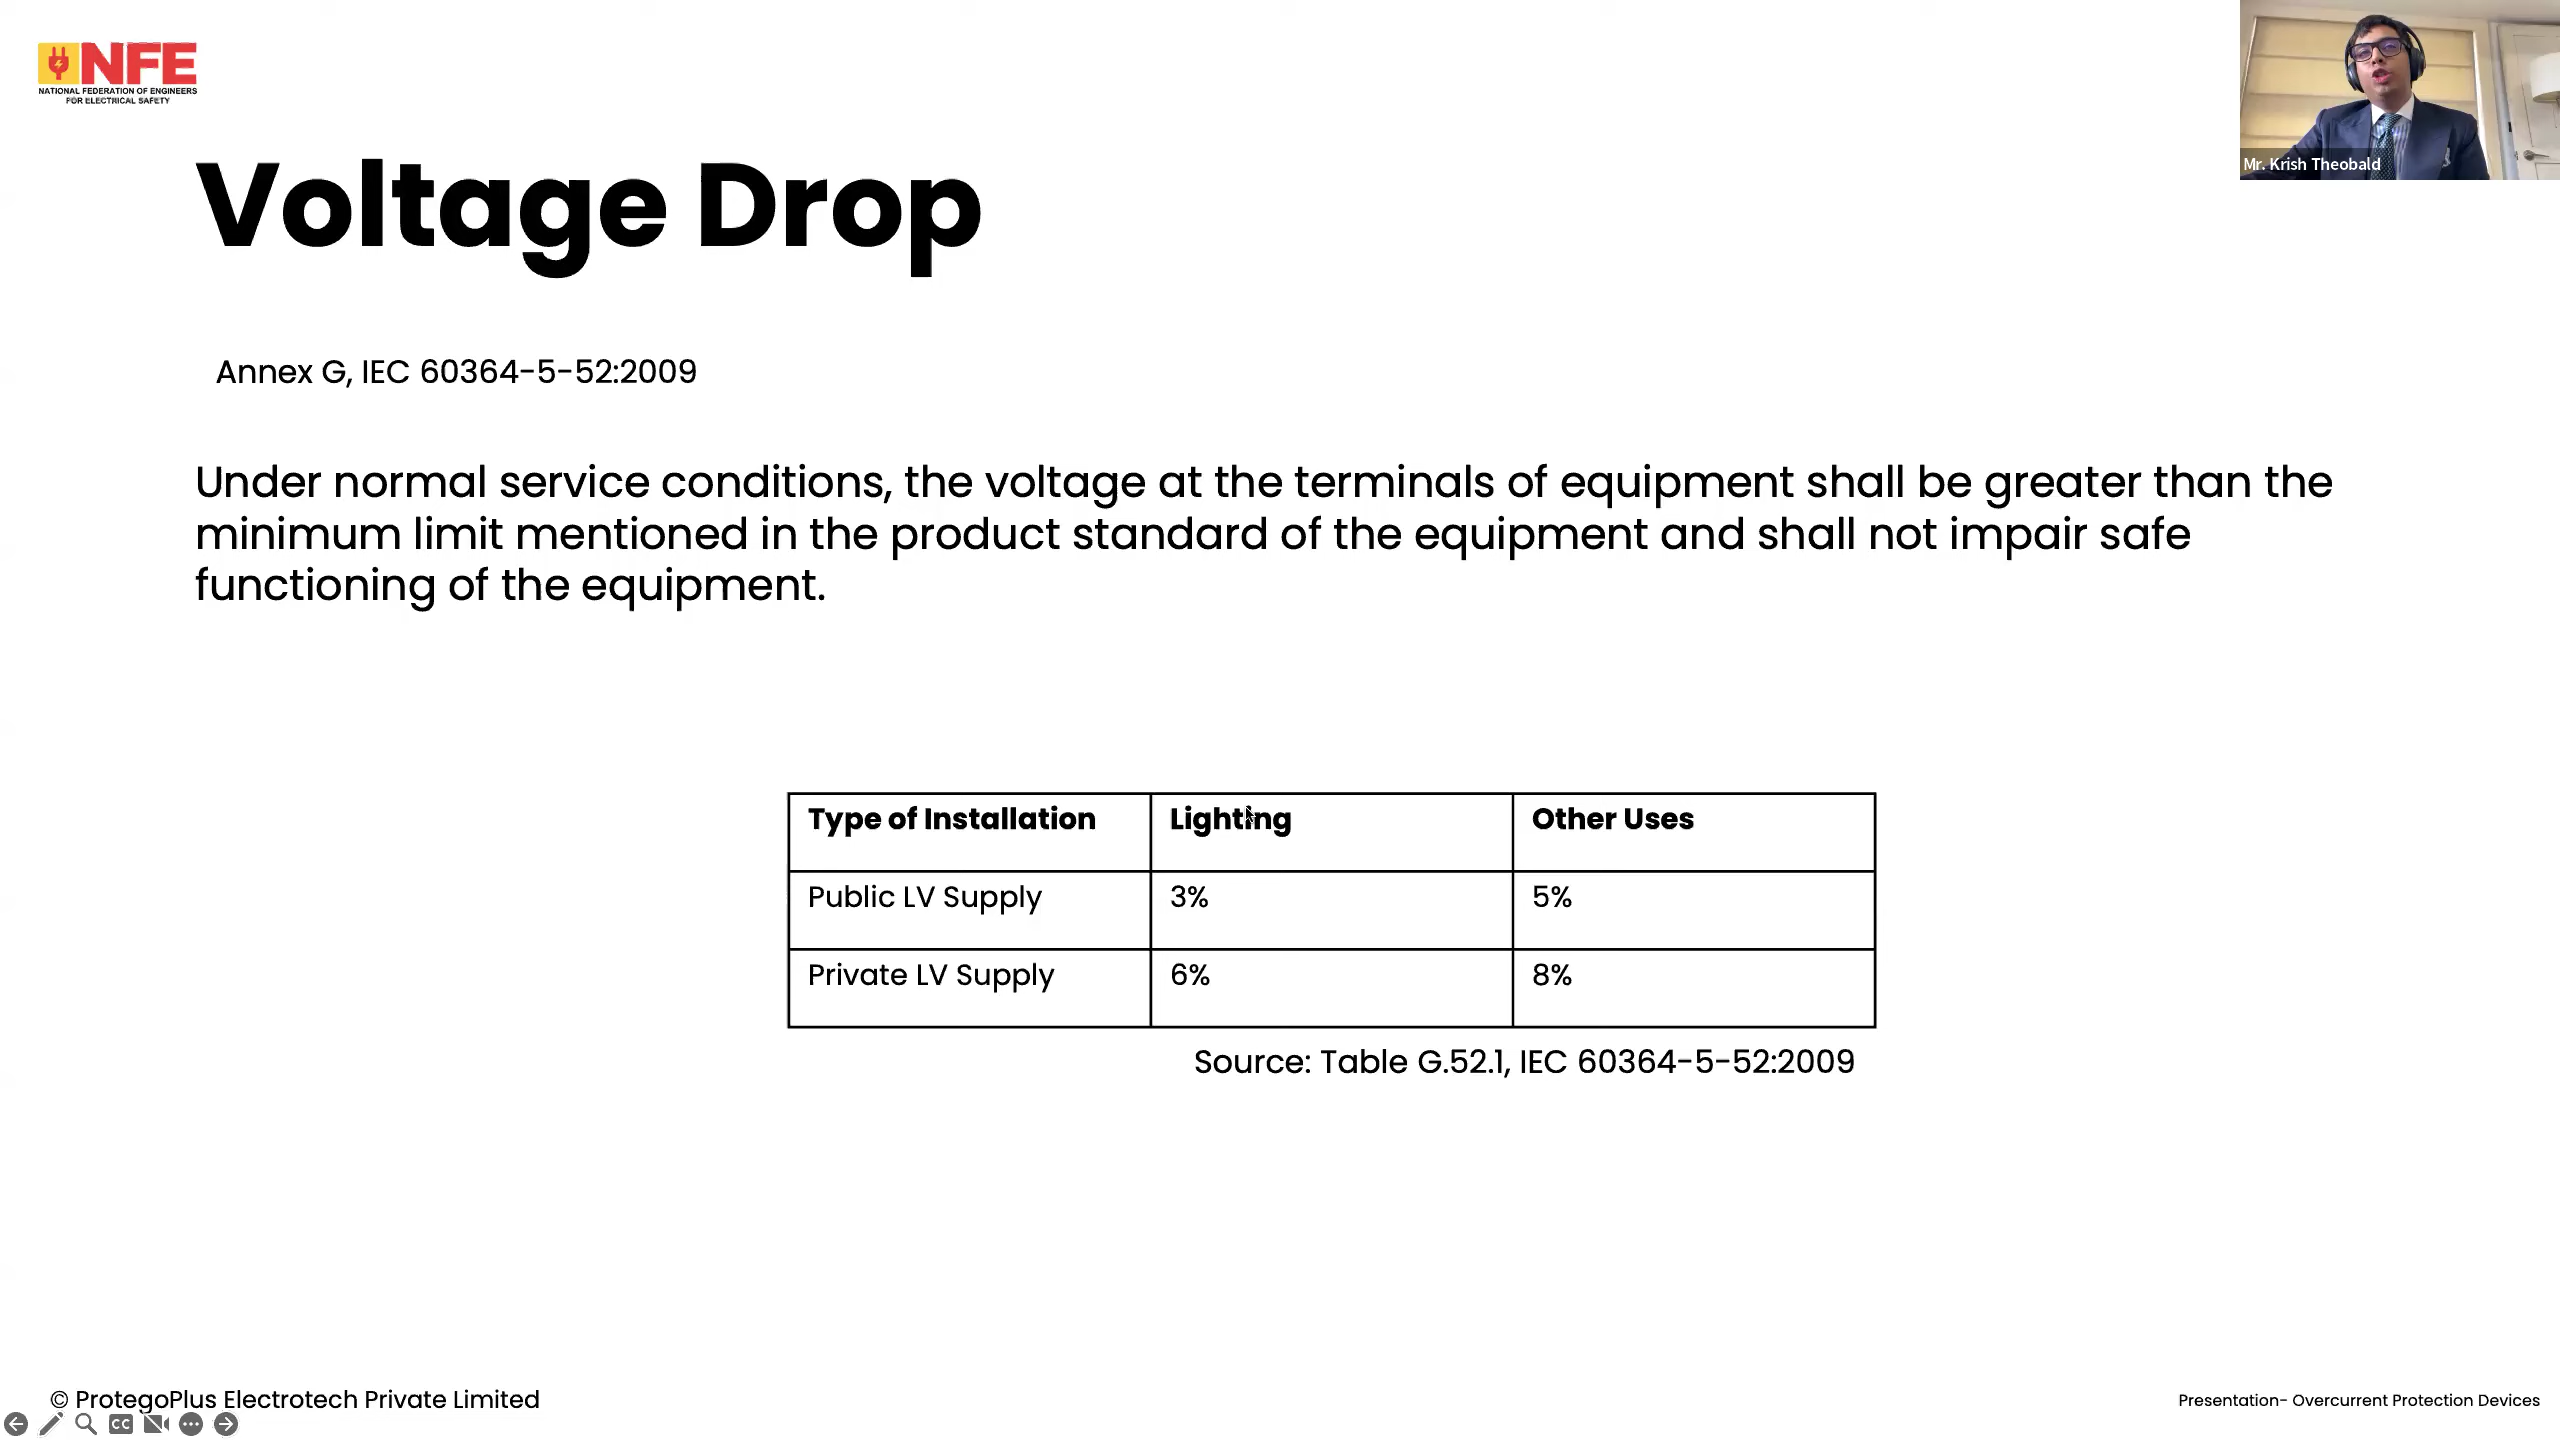 NFE
NATIONAL FEDERATION OF ENGINEERS
FOR ELECTRICAL SAFETY
Mr. Krish Theobald
Voltage Drop
Annex G, IEC 60364-5-52:2009
Under normal service conditions, the voltage at the terminals of equipment shall be greater than the
minimum limit mentioned in the product standard of the equipment and shall not impair safe
functioning of the equipment.
Type of Installation Lighting Other Uses
Public LV Supply 3% 5%
Private LV Supply 6% 8%
Source: Table G.52.1, IEC 60364-5-52:2009
© ProtegoPlus Electrotech Private Limited
Presentation- Overcurrent Protection Devices
CC